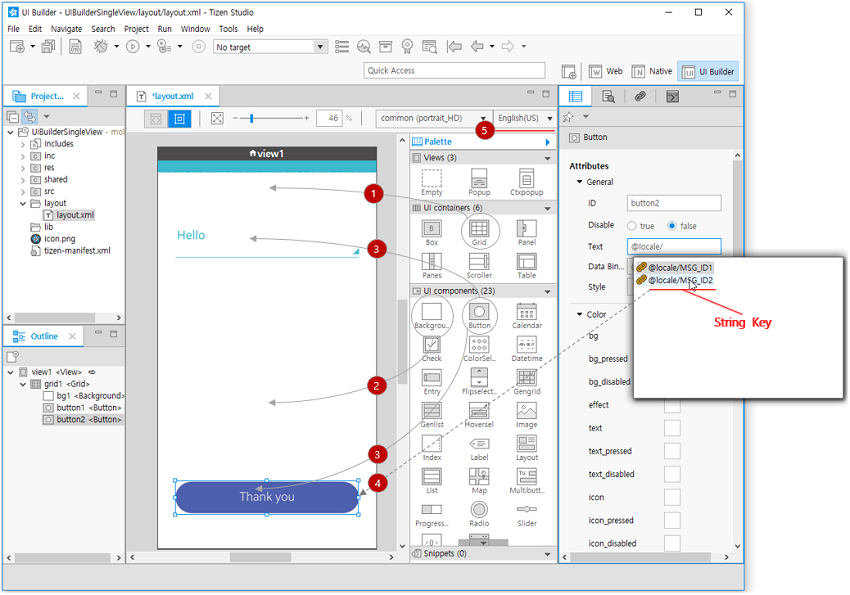 UI Builder - UIBuilderSingleView/layout/layout.xml - Tizen Studio
File Edit Navigate Search Project Run Window Tools Help
No target
Quick Access
Web Native UI Builder
Project...
*layout.xml
46 %
common (portrait_HD)
English(US)
UIBuilderSingleView - mol
Includes
inc
res
shared
src
layout
layout.xml
lib
icon.png
tizen-manifest.xml
Outline
view1 <View>
grid1 <Grid>
bg1 <Background>
button1 <Button>
button2 <Button>
view1
Hello
Thank you
1
3
2
3
4
5
Palette
Views (3)
Empty Popup Ctxpopup
UI containers (6)
Box Grid Panel
Panes Scroller Table
UI components (23)
Backgrou... Button Calendar
Check ColorSel.. Datetime
Entry Flipselect.. Gengrid
Genlist Hoversel Image
Index Label Layout
List Map Multibutt..
Progress.. Radio Slider
Snippets (0)
Button
Attributes
General
ID button2
Disable true false
Text @locale/
Data Bin...
Style
@locale/MSG_ID1
@locale/MSG_ID2
String Key
Color
bg
bg_pressed
bg_disabled
effect
text
text_pressed
text_disabled
icon
icon_pressed
icon_disabled